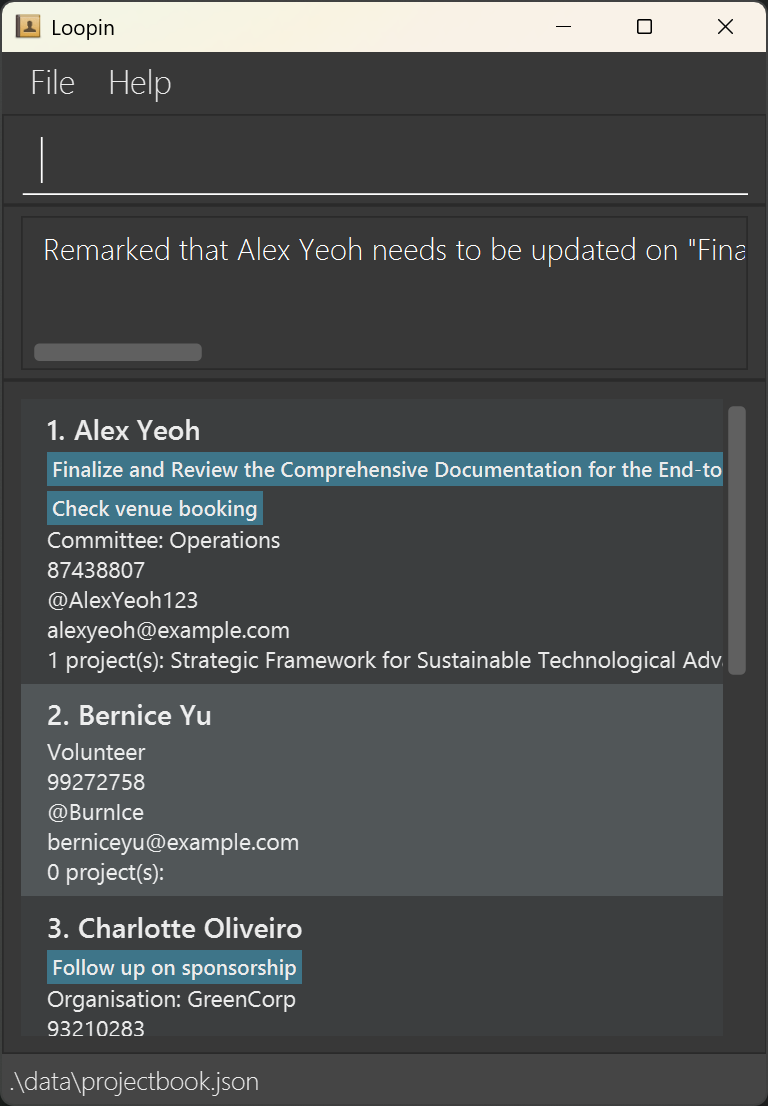 Loopin
File Help
Remarked that Alex Yeoh needs to be updated on "Fina
1. Alex Yeoh
Finalize and Review the Comprehensive Documentation for the End-to
Check venue booking
Committee: Operations
87438807
@AlexYeoh123
alexyeoh@example.com
1 project(s): Strategic Framework for Sustainable Technological Adv
2. Bernice Yu
Volunteer
99272758
@BurnIce
berniceyu@example.com
0 project(s):
3. Charlotte Oliveiro
Follow up on sponsorship
Organisation: GreenCorp
93210283
.\data\projectbook.json